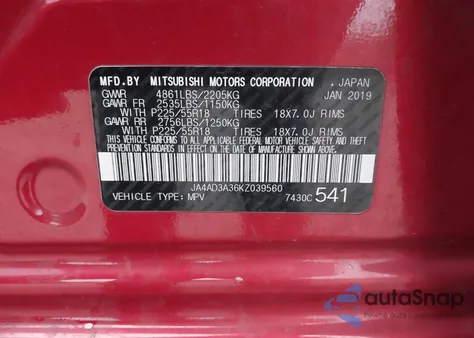 MFD.BY MITSUBISHI MOTORS CORPORATION , JAPAN
GVWR 4861LBS/2205KG JAN 2019
GAWR FR 2535LBS/1150KG
WITH P225/55R18 TIRES 18X7.0J RIMS
GAWR RR 2756LBS/1250KG
WITH P225/55R18 TIRES 18X7.0J RIMS
THIS VEHICLE CONFORMS TO ALL APPLICABLE FEDERAL MOTOR VEHICLE SAFETY AND THEFT
PREVENTION STANDARDS IN EFFECT ON THE DATE OF MANUFACTURE SHOWN ABOVE.
JA4AD3A36KZ039560
VEHICLE TYPE: MPV 7430C 541
autoSnap